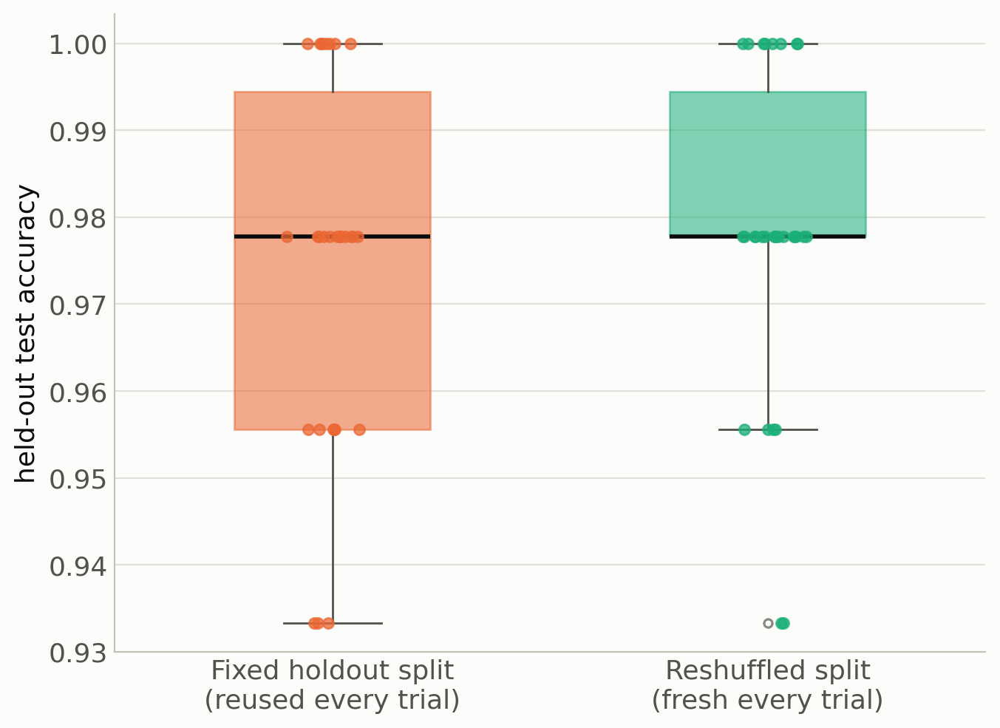 held-out test accuracy
1.00
0.99
0.98
0.97
0.96
0.95
0.94
0.93
Fixed holdout split
(reused every trial)
Reshuffled split
(fresh every trial)